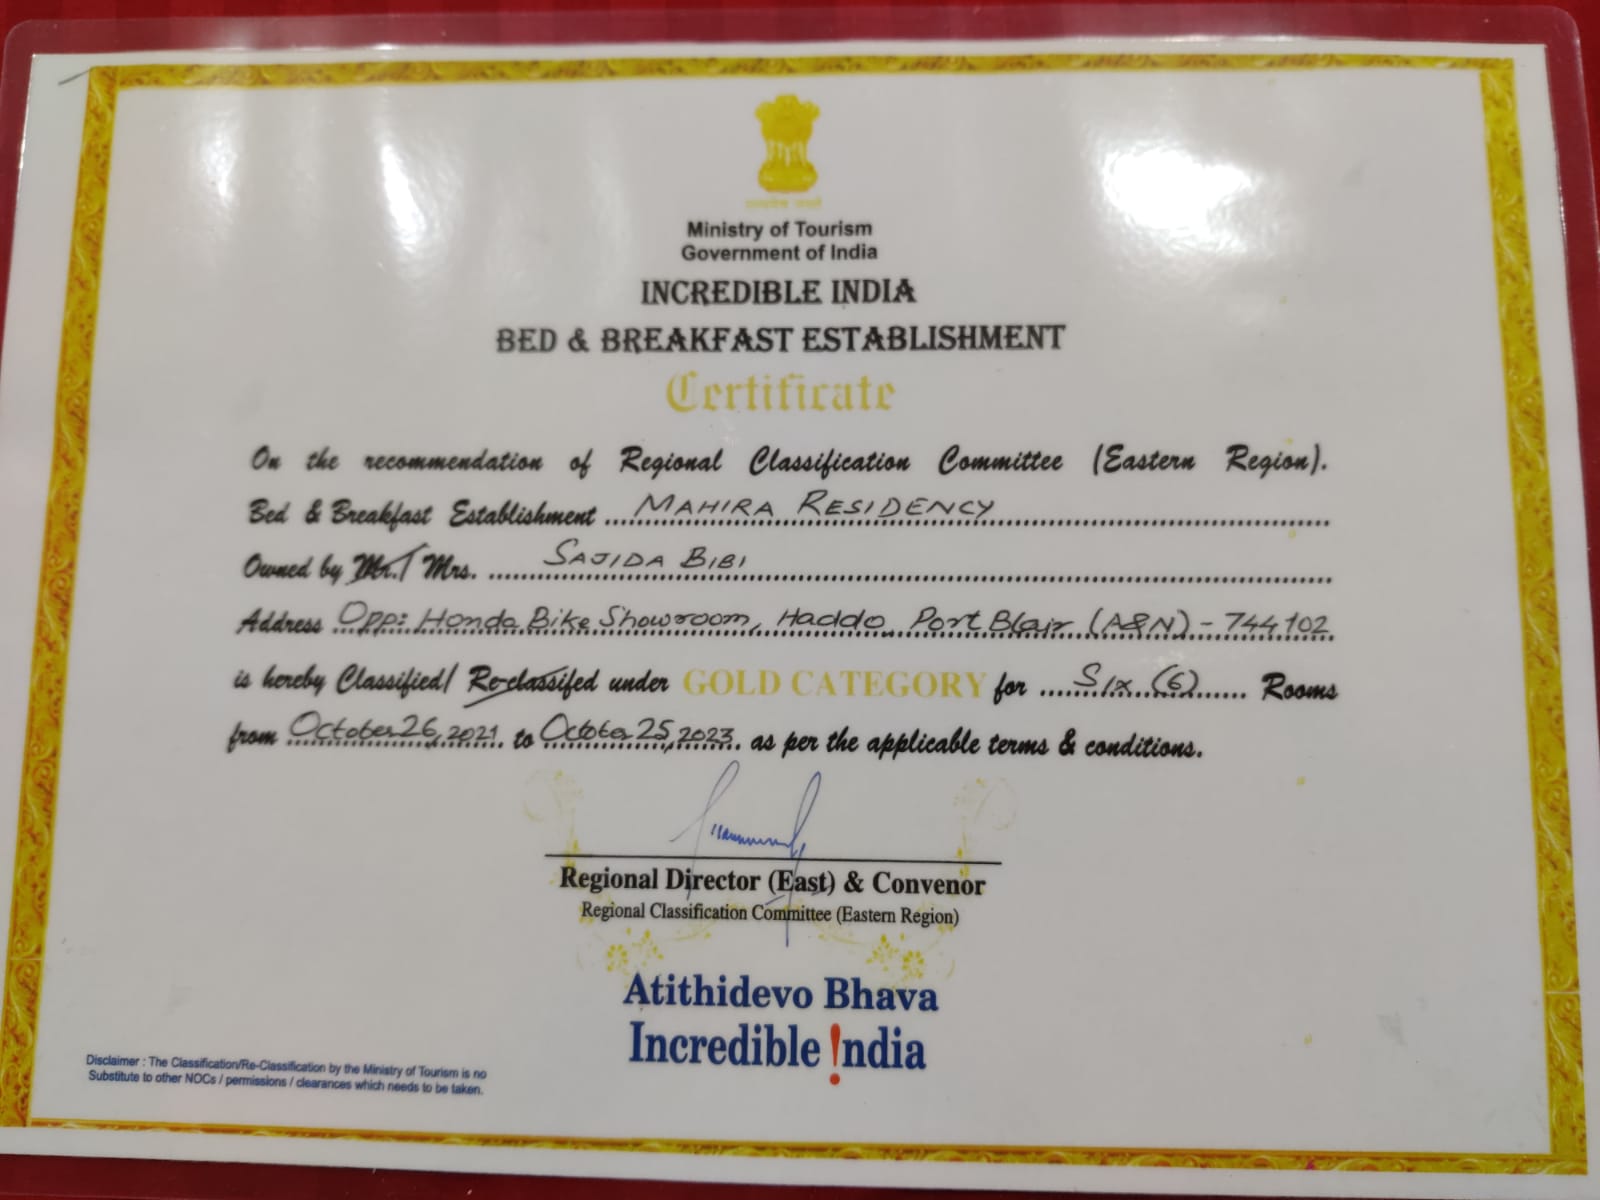 Ministry of Tourism
Government of India
INCREDIBLE INDIA
BED & BREAKFAST ESTABLISHMENT
Certificate
On the recommendation of Regional Classification Committee (Eastern Region).
Bed & Breakfast Establishment ... MAHIRA RESIDENCY ...
Owned by Mr./ Mrs. ... SAJIDA BIBI ...
Address Opp: Honda Bike Showroom, Haddo, Port Blair (A&N) - 744102
is hereby Classified/ Re-classifed under GOLD CATEGORY for ... Six (6) ... Rooms
from October 26, 2021. to October 25, 2023. as per the applicable terms & conditions.
Regional Director (East) & Convenor
Regional Classification Committee (Eastern Region)
Atithidevo Bhava
Incredible !ndia
Disclaimer : The Classification/Re-Classification by the Ministry of Tourism is no
Substitute to other NOCs / permissions / clearances which needs to be taken.